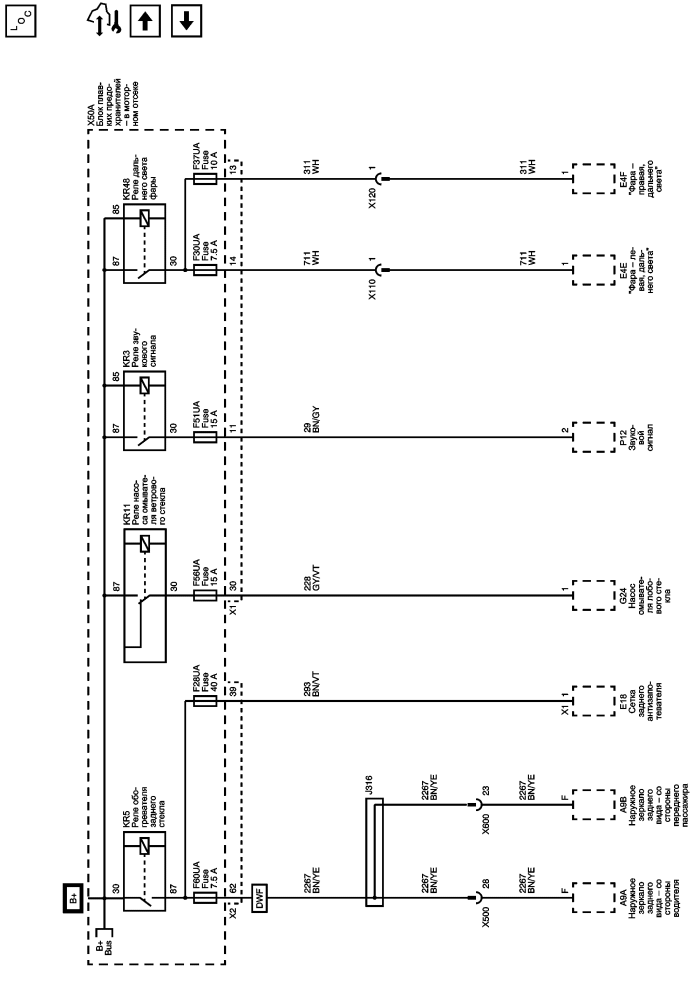 LOC
X50A
Блок плав-
ких предо-
хранителей
– в мотор-
ном отсеке
KR48
Реле даль-
него света
фары
85
87
30
F37UA
Fuse
10 A
13
311
WH
X120
1
311
WH
1
E4F
"Фара –
правая,
дальнего
света"
F30UA
Fuse
7.5 A
14
711
WH
X110
1
711
WH
1
E4E
"Фара – ле-
вая, даль-
него света"
KR3
Реле зву-
кового
сигнала
85
87
30
F51UA
Fuse
15 A
11
29
BN/GY
2
P12
Звуко-
вой
сигнал
KR11
Реле насо-
са омывате-
ля ветрово-
го стекла
87
30
F56UA
Fuse
15 A
30
X1
228
GY/VT
1
G24
Насос
омывате-
ля лобо-
вого сте-
кла
F28UA
Fuse
40 A
39
293
BN/VT
X1
1
E18
Сетка
заднего
антизапо-
тевателя
KR5
Реле обо-
гревателя
заднего
стекла
30
87
F60UA
Fuse
7.5 A
62
X2
DWF
2267
BN/YE
J316
2267
BN/YE
X600
23
2267
BN/YE
F
A9B
Наружное
зеркало
заднего
вида – со
стороны
переднего
пассажира
2267
BN/YE
X500
28
2267
BN/YE
F
A9A
Наружное
зеркало
заднего
вида – со
стороны
водителя
B+
B+
Bus